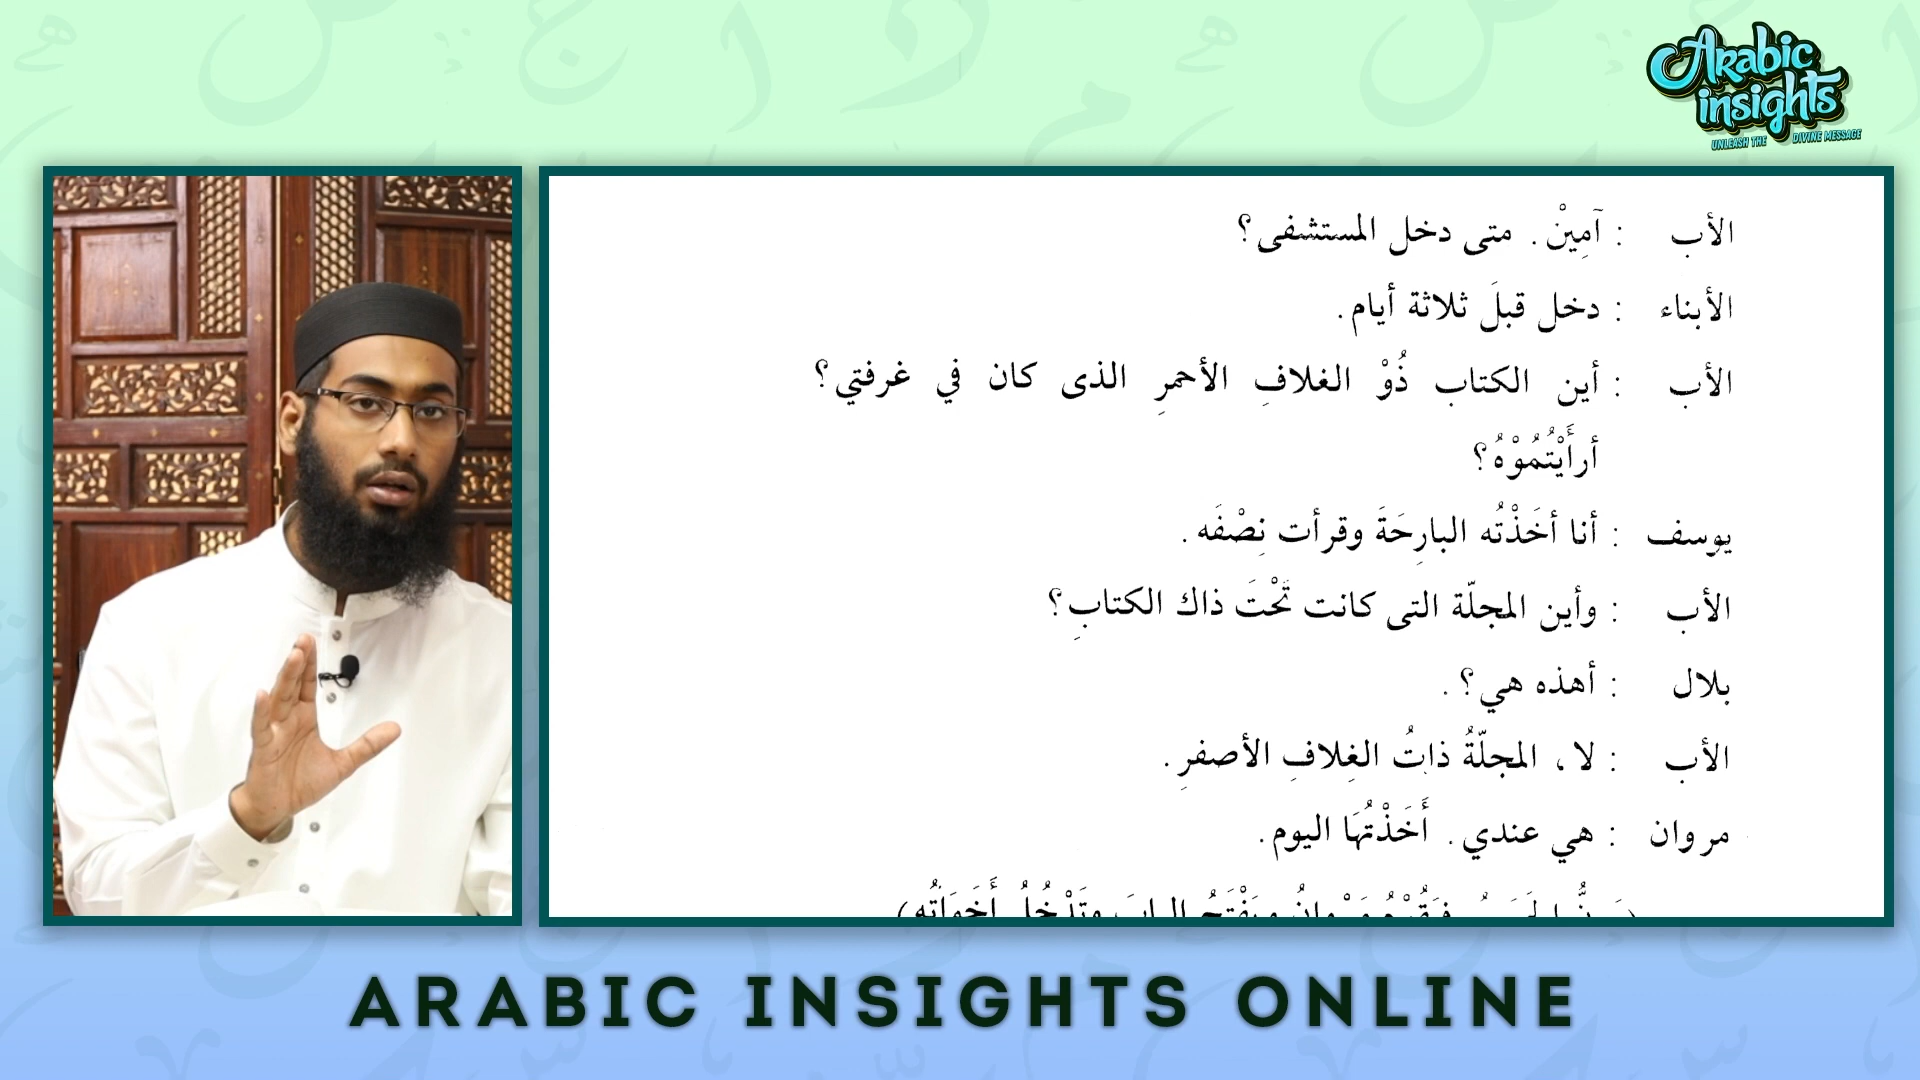 Arabic
insights
UNLEASH THE DIVINE MESSAGE
الأب : آمِينْ. متى دخل المستشفى؟
الأبناء : دخل قبلَ ثلاثة أيام.
الأب : أين الكتاب ذُوْ الغلافِ الأحمرِ الذى كان في غرفتي؟
أرأَيْتُمُوْهُ؟
يوسف : أنا أخَذْتُه البارِحَةَ وقرأت نِصْفَه.
الأب : وأين المجلّة التى كانت تَحْتَ ذاك الكتابِ؟
بلال : أهذه هي؟.
الأب : لا، المجلّةُ ذاتُ الغِلافِ الأصفرِ.
مروان : هي عندي. أَخَذْتُهَا اليوم.
ARABIC INSIGHTS ONLINE